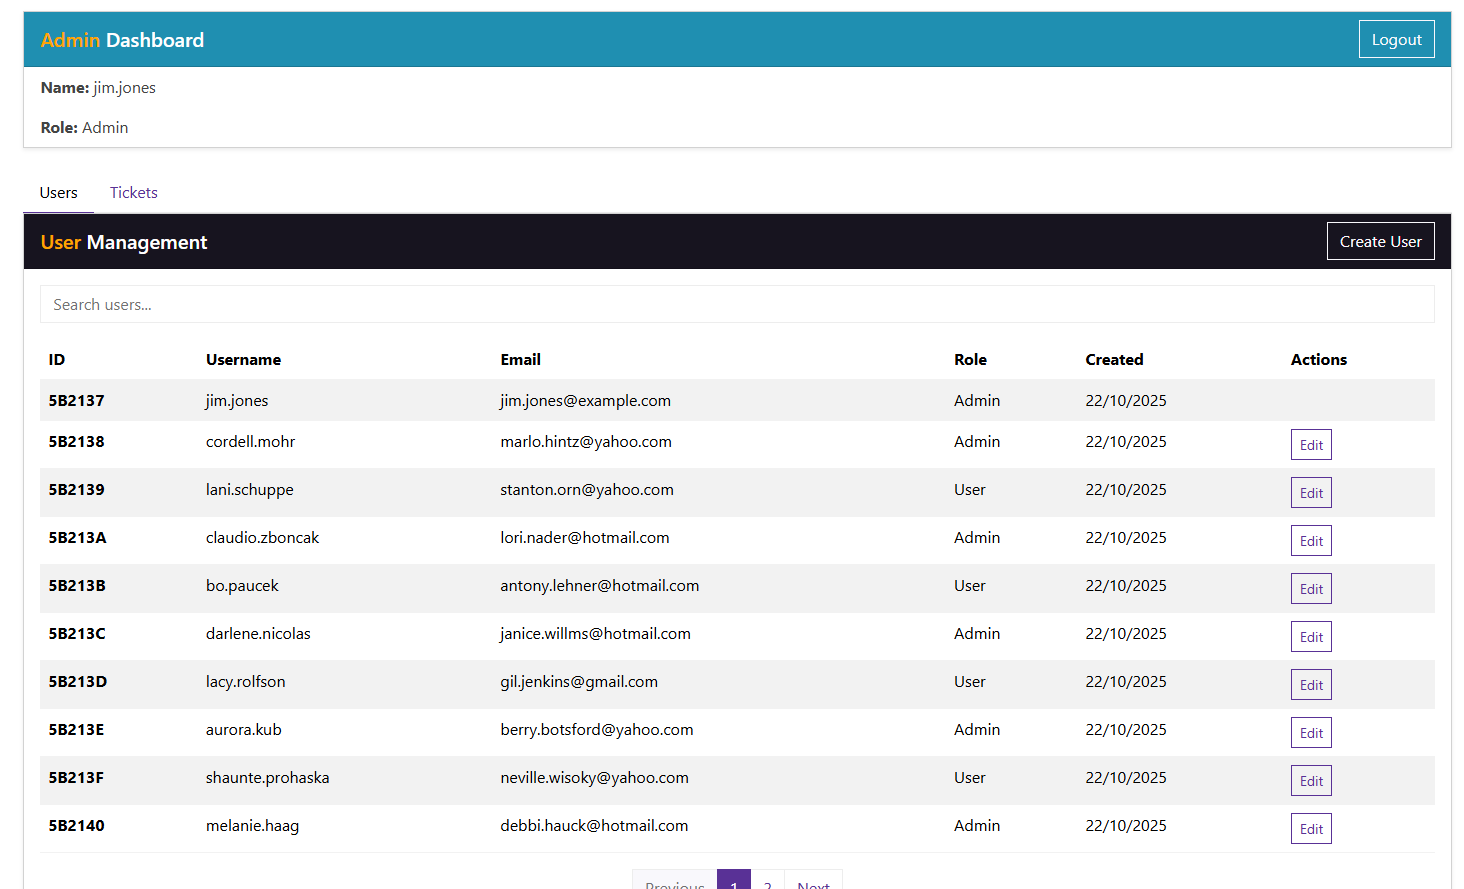 Admin Dashboard Logout
Name: jim.jones
Role: Admin
Users Tickets
User Management Create User
Search users...
ID Username Email Role Created Actions
5B2137 jim.jones jim.jones@example.com Admin 22/10/2025
5B2138 cordell.mohr marlo.hintz@yahoo.com Admin 22/10/2025 Edit
5B2139 lani.schuppe stanton.orn@yahoo.com User 22/10/2025 Edit
5B213A claudio.zboncak lori.nader@hotmail.com Admin 22/10/2025 Edit
5B213B bo.paucek antony.lehner@hotmail.com User 22/10/2025 Edit
5B213C darlene.nicolas janice.willms@hotmail.com Admin 22/10/2025 Edit
5B213D lacy.rolfson gil.jenkins@gmail.com User 22/10/2025 Edit
5B213E aurora.kub berry.botsford@yahoo.com Admin 22/10/2025 Edit
5B213F shaunte.prohaska neville.wisoky@yahoo.com User 22/10/2025 Edit
5B2140 melanie.haag debbi.hauck@hotmail.com Admin 22/10/2025 Edit
Previous 1 2 Next